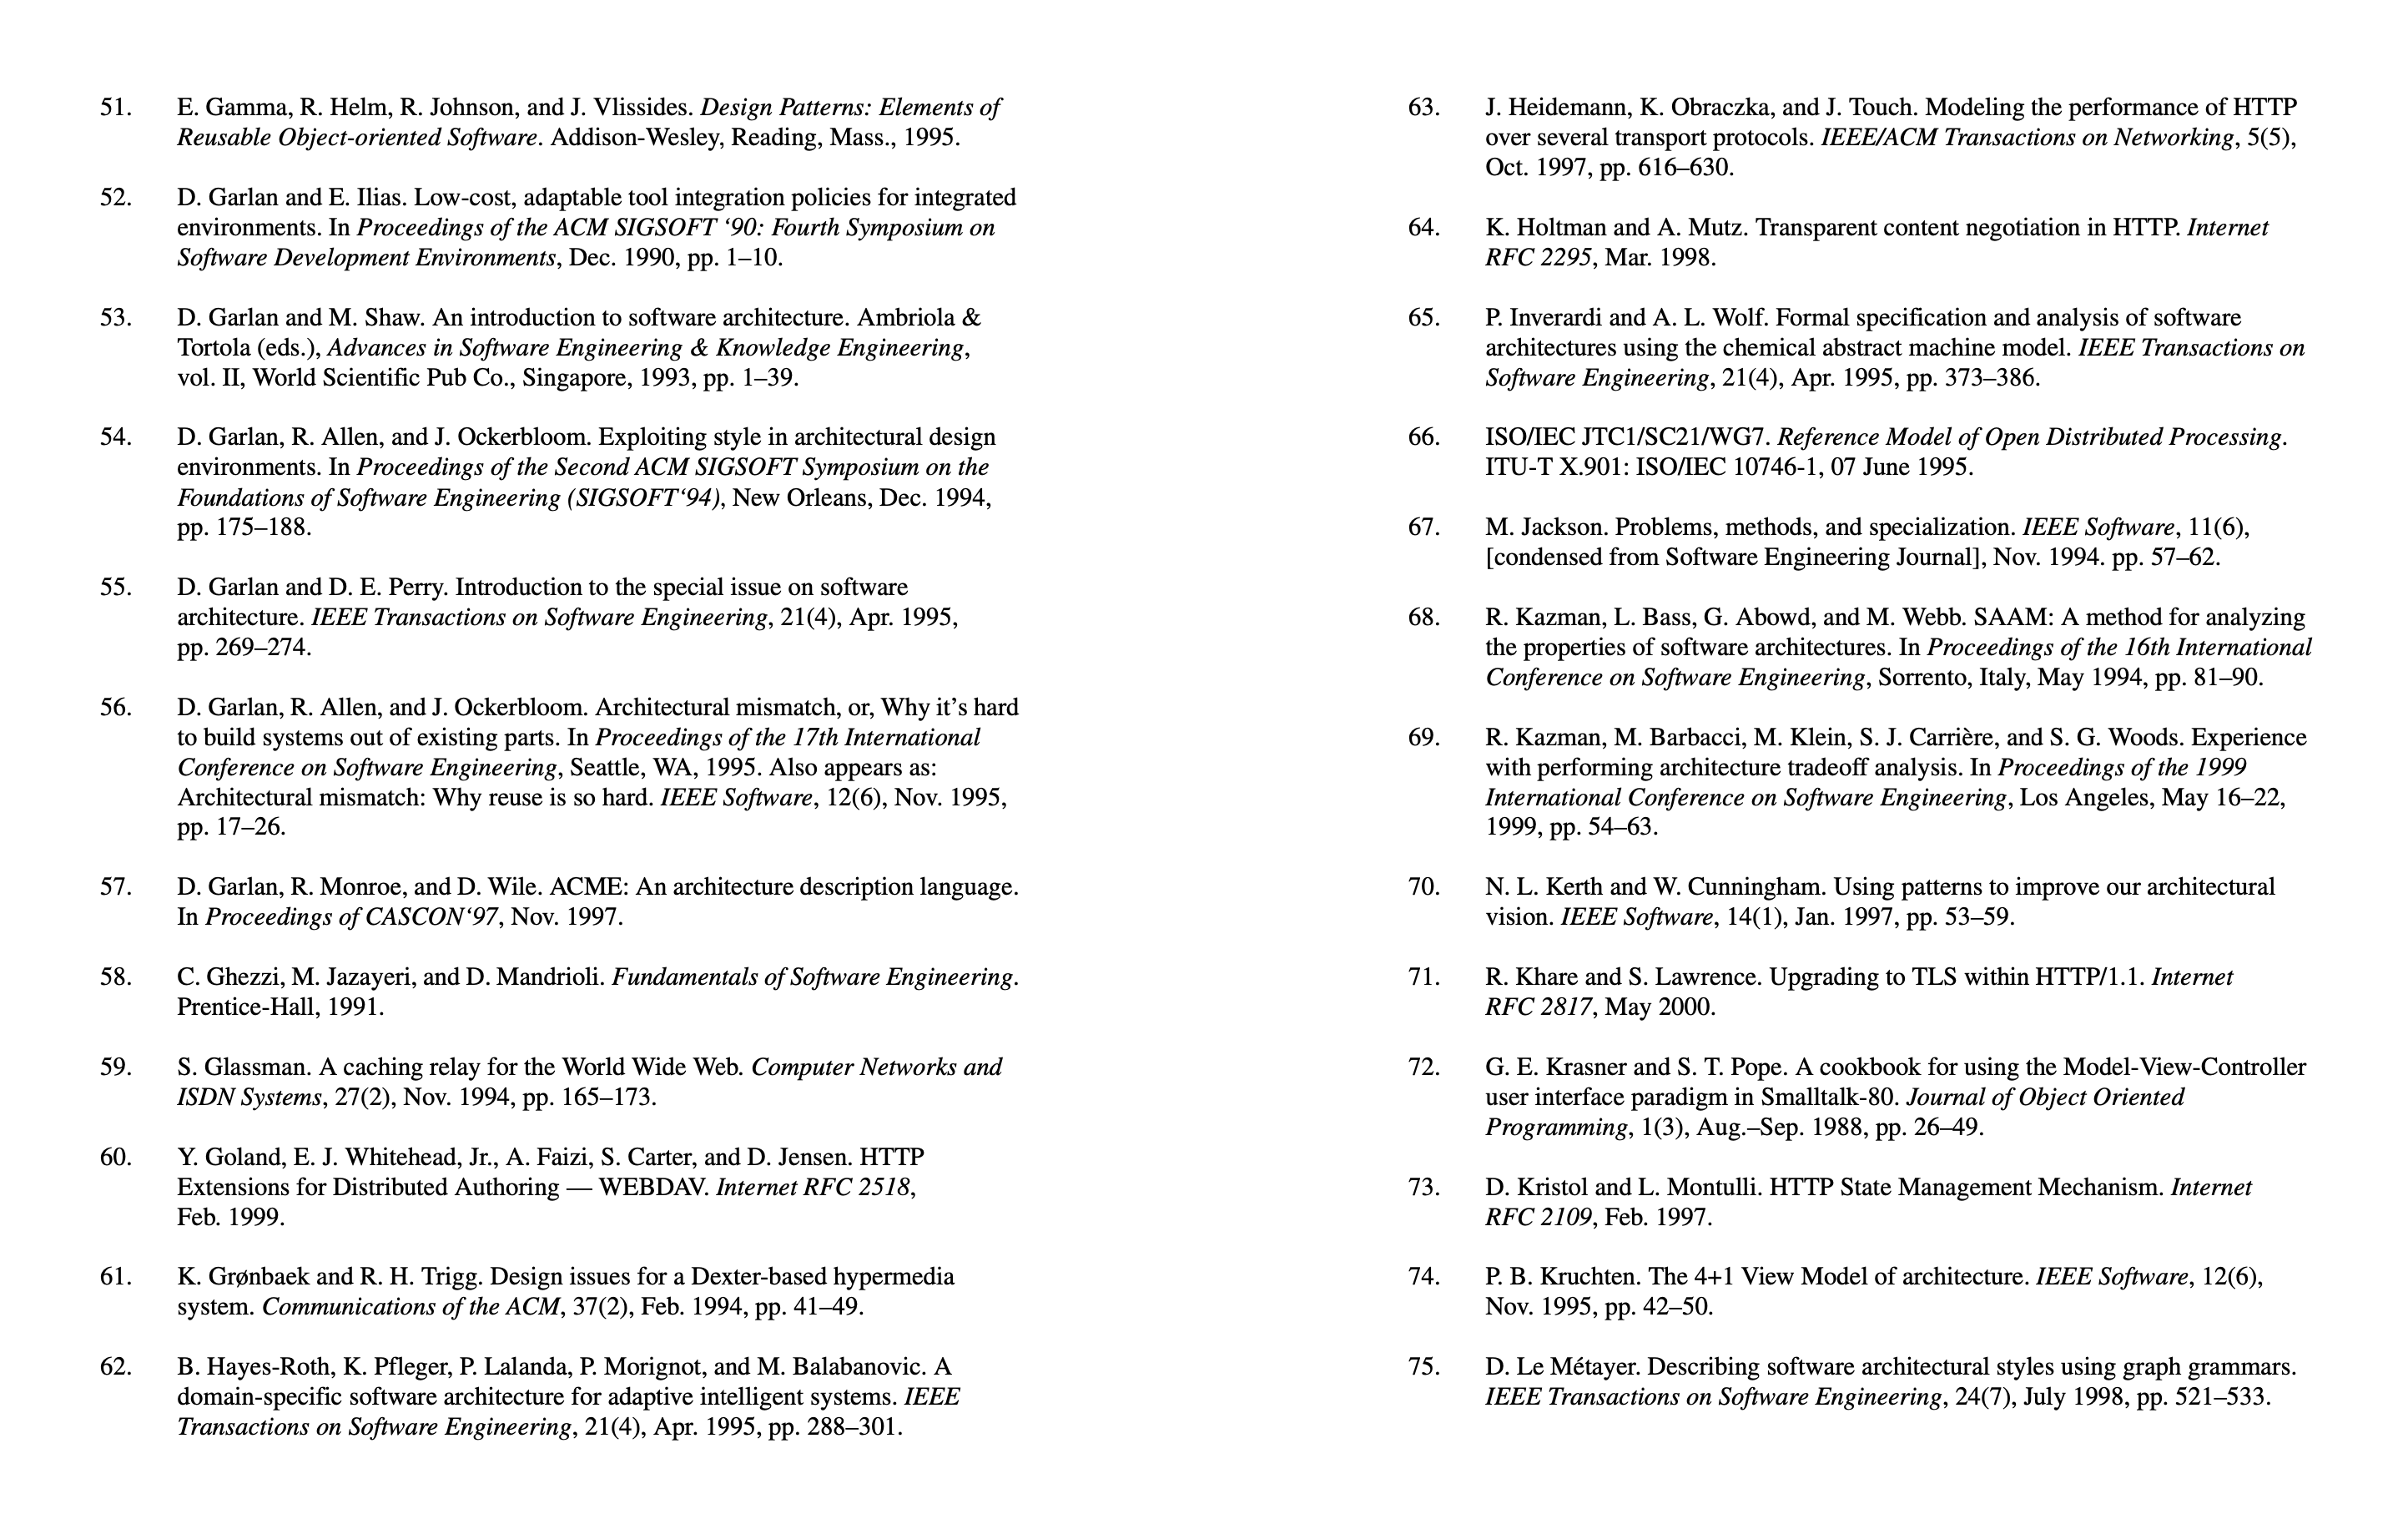 51. E. Gamma, R. Helm, R. Johnson, and J. Vlissides. Design Patterns: Elements of
Reusable Object-oriented Software. Addison-Wesley, Reading, Mass., 1995.
52. D. Garlan and E. Ilias. Low-cost, adaptable tool integration policies for integrated
environments. In Proceedings of the ACM SIGSOFT ‘90: Fourth Symposium on
Software Development Environments, Dec. 1990, pp. 1–10.
53. D. Garlan and M. Shaw. An introduction to software architecture. Ambriola &
Tortola (eds.), Advances in Software Engineering & Knowledge Engineering,
vol. II, World Scientific Pub Co., Singapore, 1993, pp. 1–39.
54. D. Garlan, R. Allen, and J. Ockerbloom. Exploiting style in architectural design
environments. In Proceedings of the Second ACM SIGSOFT Symposium on the
Foundations of Software Engineering (SIGSOFT‘94), New Orleans, Dec. 1994,
pp. 175–188.
55. D. Garlan and D. E. Perry. Introduction to the special issue on software
architecture. IEEE Transactions on Software Engineering, 21(4), Apr. 1995,
pp. 269–274.
56. D. Garlan, R. Allen, and J. Ockerbloom. Architectural mismatch, or, Why it’s hard
to build systems out of existing parts. In Proceedings of the 17th International
Conference on Software Engineering, Seattle, WA, 1995. Also appears as:
Architectural mismatch: Why reuse is so hard. IEEE Software, 12(6), Nov. 1995,
pp. 17–26.
57. D. Garlan, R. Monroe, and D. Wile. ACME: An architecture description language.
In Proceedings of CASCON‘97, Nov. 1997.
58. C. Ghezzi, M. Jazayeri, and D. Mandrioli. Fundamentals of Software Engineering.
Prentice-Hall, 1991.
59. S. Glassman. A caching relay for the World Wide Web. Computer Networks and
ISDN Systems, 27(2), Nov. 1994, pp. 165–173.
60. Y. Goland, E. J. Whitehead, Jr., A. Faizi, S. Carter, and D. Jensen. HTTP
Extensions for Distributed Authoring — WEBDAV. Internet RFC 2518,
Feb. 1999.
61. K. Grønbaek and R. H. Trigg. Design issues for a Dexter-based hypermedia
system. Communications of the ACM, 37(2), Feb. 1994, pp. 41–49.
62. B. Hayes-Roth, K. Pfleger, P. Lalanda, P. Morignot, and M. Balabanovic. A
domain-specific software architecture for adaptive intelligent systems. IEEE
Transactions on Software Engineering, 21(4), Apr. 1995, pp. 288–301.
63. J. Heidemann, K. Obraczka, and J. Touch. Modeling the performance of HTTP
over several transport protocols. IEEE/ACM Transactions on Networking, 5(5),
Oct. 1997, pp. 616–630.
64. K. Holtman and A. Mutz. Transparent content negotiation in HTTP. Internet
RFC 2295, Mar. 1998.
65. P. Inverardi and A. L. Wolf. Formal specification and analysis of software
architectures using the chemical abstract machine model. IEEE Transactions on
Software Engineering, 21(4), Apr. 1995, pp. 373–386.
66. ISO/IEC JTC1/SC21/WG7. Reference Model of Open Distributed Processing.
ITU-T X.901: ISO/IEC 10746-1, 07 June 1995.
67. M. Jackson. Problems, methods, and specialization. IEEE Software, 11(6),
[condensed from Software Engineering Journal], Nov. 1994. pp. 57–62.
68. R. Kazman, L. Bass, G. Abowd, and M. Webb. SAAM: A method for analyzing
the properties of software architectures. In Proceedings of the 16th International
Conference on Software Engineering, Sorrento, Italy, May 1994, pp. 81–90.
69. R. Kazman, M. Barbacci, M. Klein, S. J. Carrière, and S. G. Woods. Experience
with performing architecture tradeoff analysis. In Proceedings of the 1999
International Conference on Software Engineering, Los Angeles, May 16–22,
1999, pp. 54–63.
70. N. L. Kerth and W. Cunningham. Using patterns to improve our architectural
vision. IEEE Software, 14(1), Jan. 1997, pp. 53–59.
71. R. Khare and S. Lawrence. Upgrading to TLS within HTTP/1.1. Internet
RFC 2817, May 2000.
72. G. E. Krasner and S. T. Pope. A cookbook for using the Model-View-Controller
user interface paradigm in Smalltalk-80. Journal of Object Oriented
Programming, 1(3), Aug.–Sep. 1988, pp. 26–49.
73. D. Kristol and L. Montulli. HTTP State Management Mechanism. Internet
RFC 2109, Feb. 1997.
74. P. B. Kruchten. The 4+1 View Model of architecture. IEEE Software, 12(6),
Nov. 1995, pp. 42–50.
75. D. Le Métayer. Describing software architectural styles using graph grammars.
IEEE Transactions on Software Engineering, 24(7), July 1998, pp. 521–533.